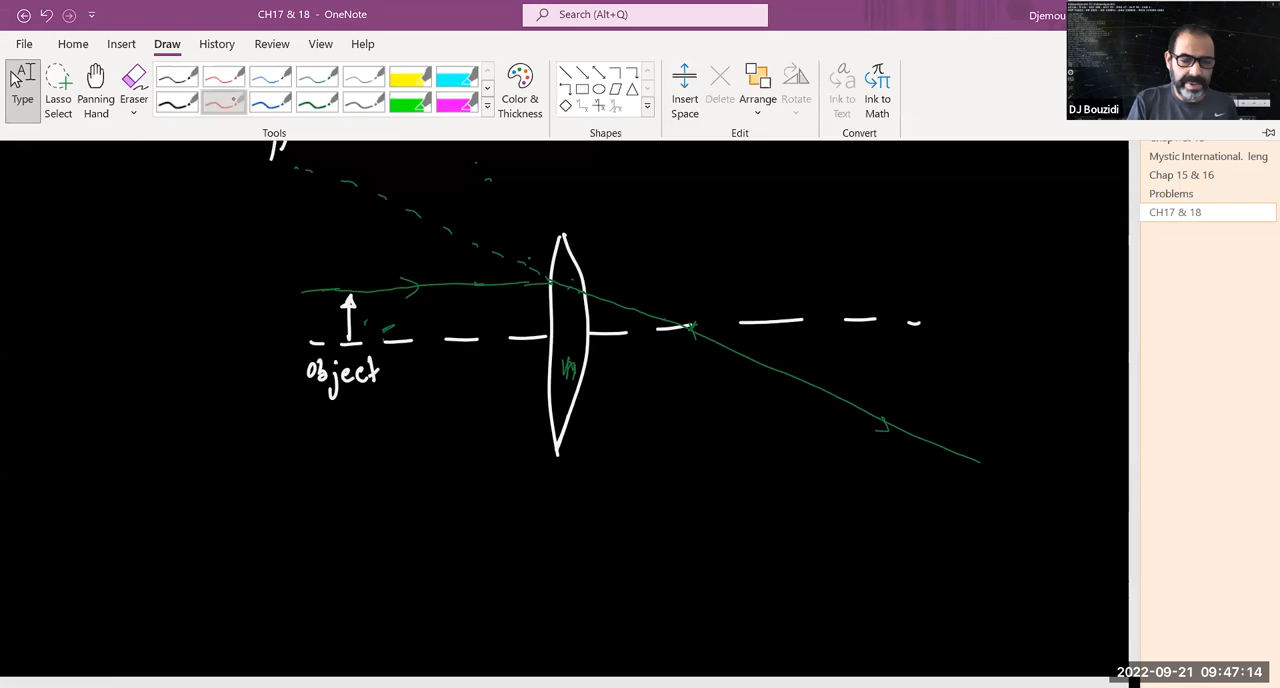 CH17 & 18 - OneNote
Search (Alt+Q)
Djemou
File Home Insert Draw History Review View Help
Type
Lasso Select
Panning Hand
Eraser
Color & Thickness
Insert Space
Delete
Arrange
Rotate
Ink to Text
Ink to Math
Tools
Shapes
Edit
Convert
DJ Bouzidi
Mystic International. leng
Chap 15 & 16
Problems
CH17 & 18
object
2022-09-21 09:47:14